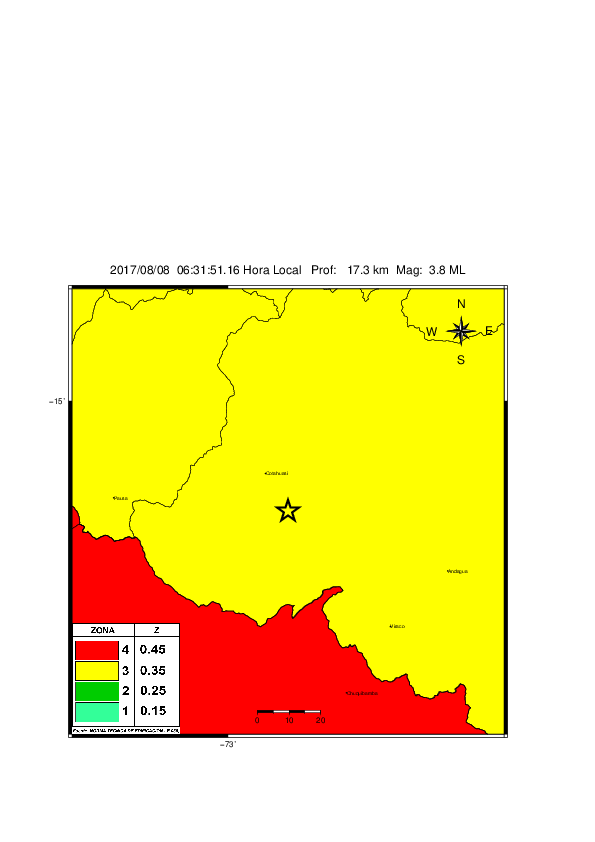 2017/08/08 06:31:51.16 Hora Local Prof: 17.3 km Mag: 3.8 ML
N
W E
S
−15˚
Cotahuasi
Pausa
Andagua
Viraco
Chuquibamba
ZONA Z
4 0.45
3 0.35
2 0.25
1 0.15
0 10 20
−73˚